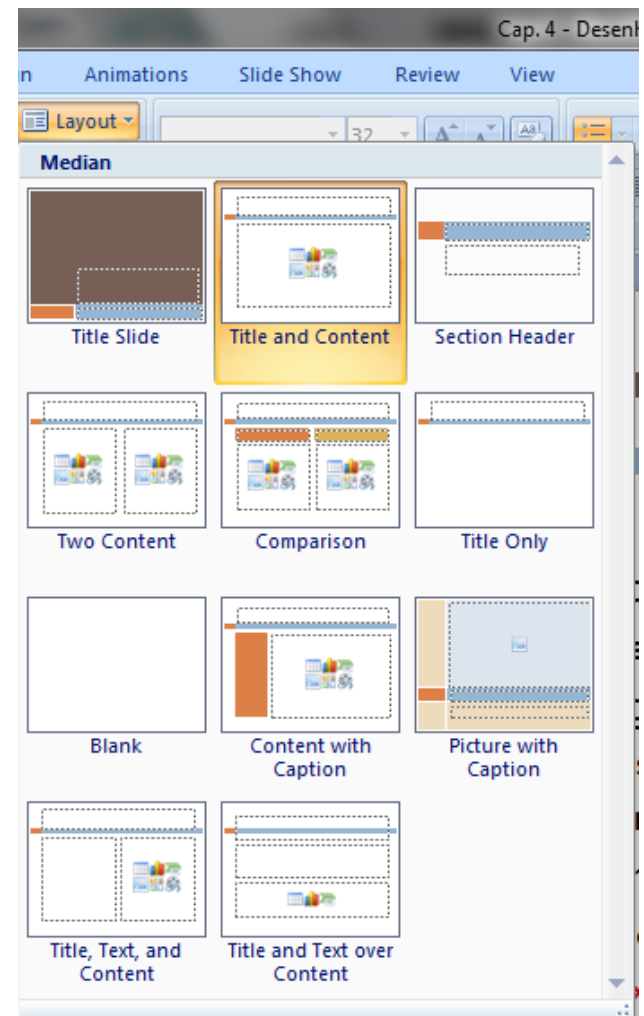 Cap. 4 - Desenh
n Animations Slide Show Review View
Layout 32 A A Aa
Median
Title Slide Title and Content Section Header
Two Content Comparison Title Only
Blank Content with Caption Picture with Caption
Title, Text, and Content Title and Text over Content